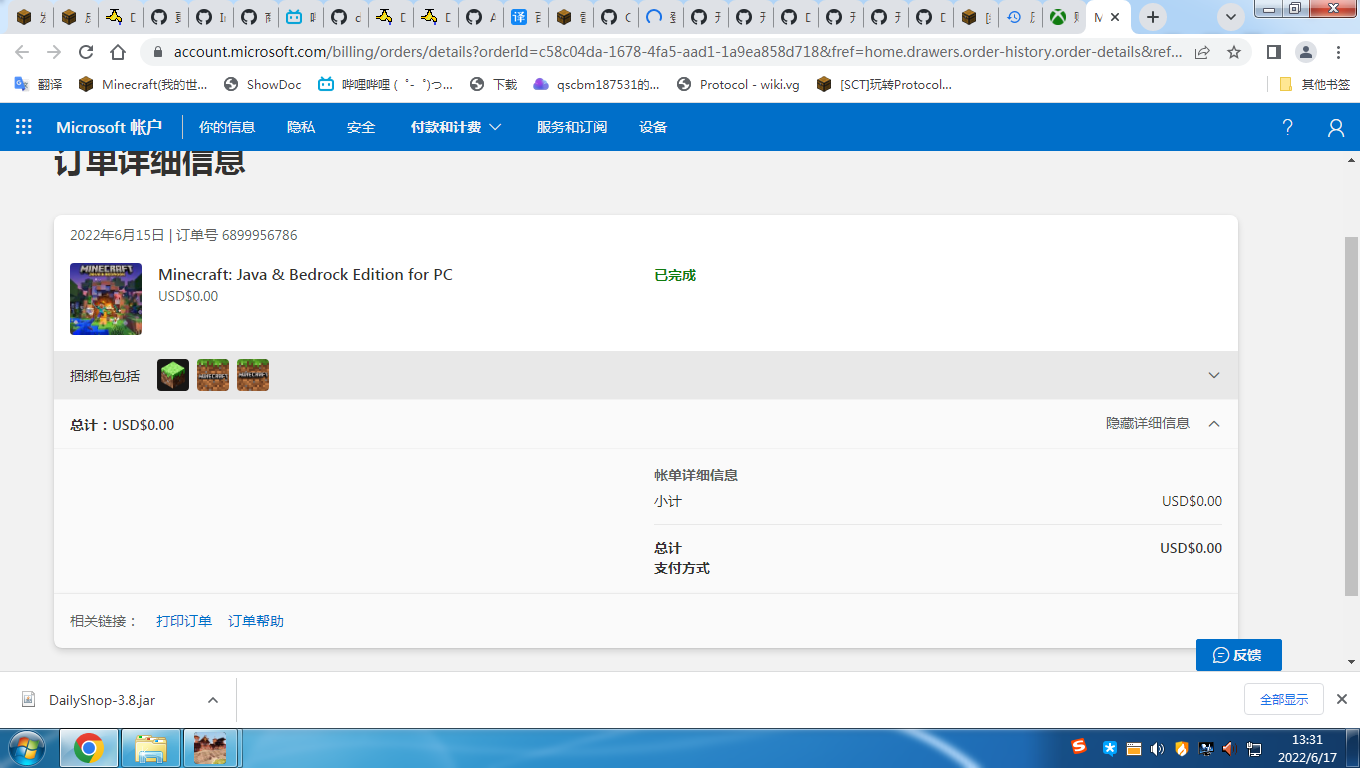 account.microsoft.com/billing/orders/details?orderId=c58c04da-1678-4fa5-aad1-1a9ea858d718&fref=home.drawers.order-history.order-details&ref...
翻译 Minecraft(我的世... ShowDoc 哔哩哔哩 ( ゜- ゜)つ... 下载 qscbm187531的... Protocol - wiki.vg [SCT]玩转Protocol... 其他书签
Microsoft 帐户 你的信息 隐私 安全 付款和计费 服务和订阅 设备 ?
订单详细信息
2022年6月15日 | 订单号 6899956786
MINECRAFT
Minecraft: Java & Bedrock Edition for PC 已完成
USD$0.00
捆绑包包括
总计：USD$0.00 隐藏详细信息
帐单详细信息
小计 USD$0.00
总计 USD$0.00
支付方式
相关链接： 打印订单 订单帮助
反馈
DailyShop-3.8.jar 全部显示
13:31
2022/6/17